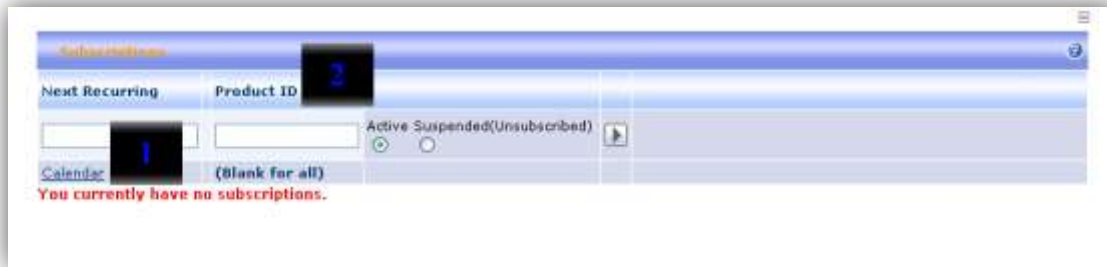 Subscriptions
2
Next Recurring Product ID
Active Suspended(Unsubscribed)
1
Calendar (Blank for all)
You currently have no subscriptions.